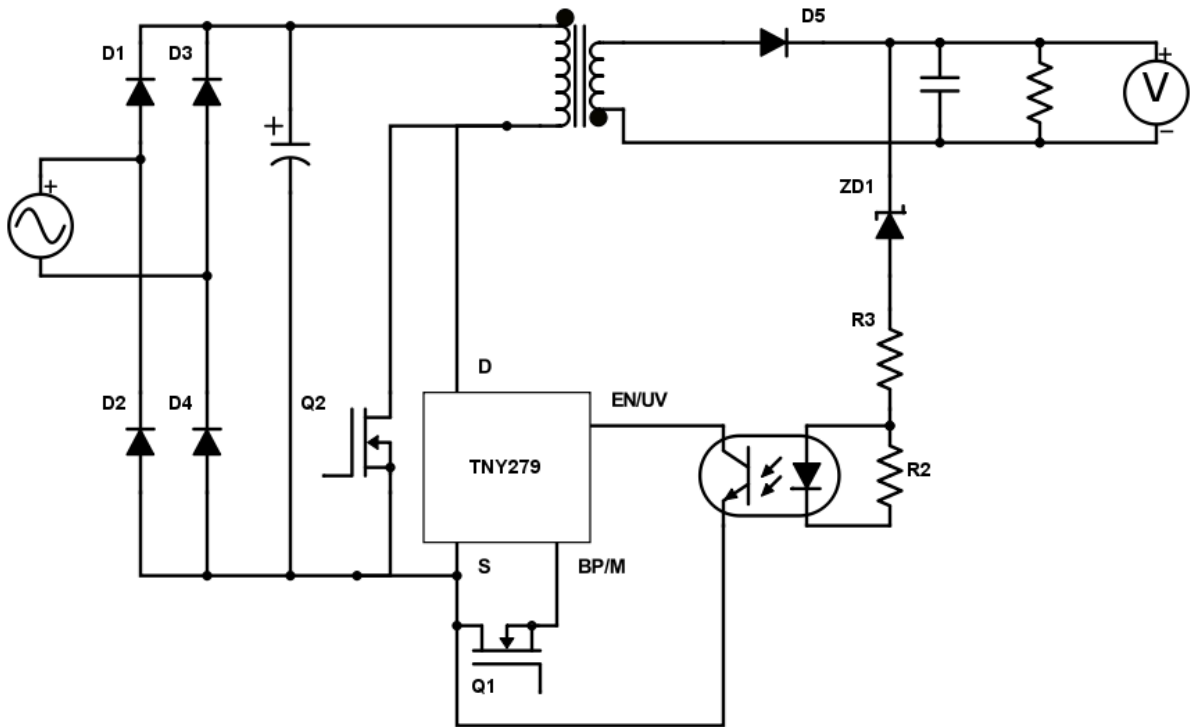 D1
D3
D5
+
V
+
−
+
ZD1
R3
D
EN/UV
D2
D4
Q2
TNY279
R2
S
BP/M
Q1